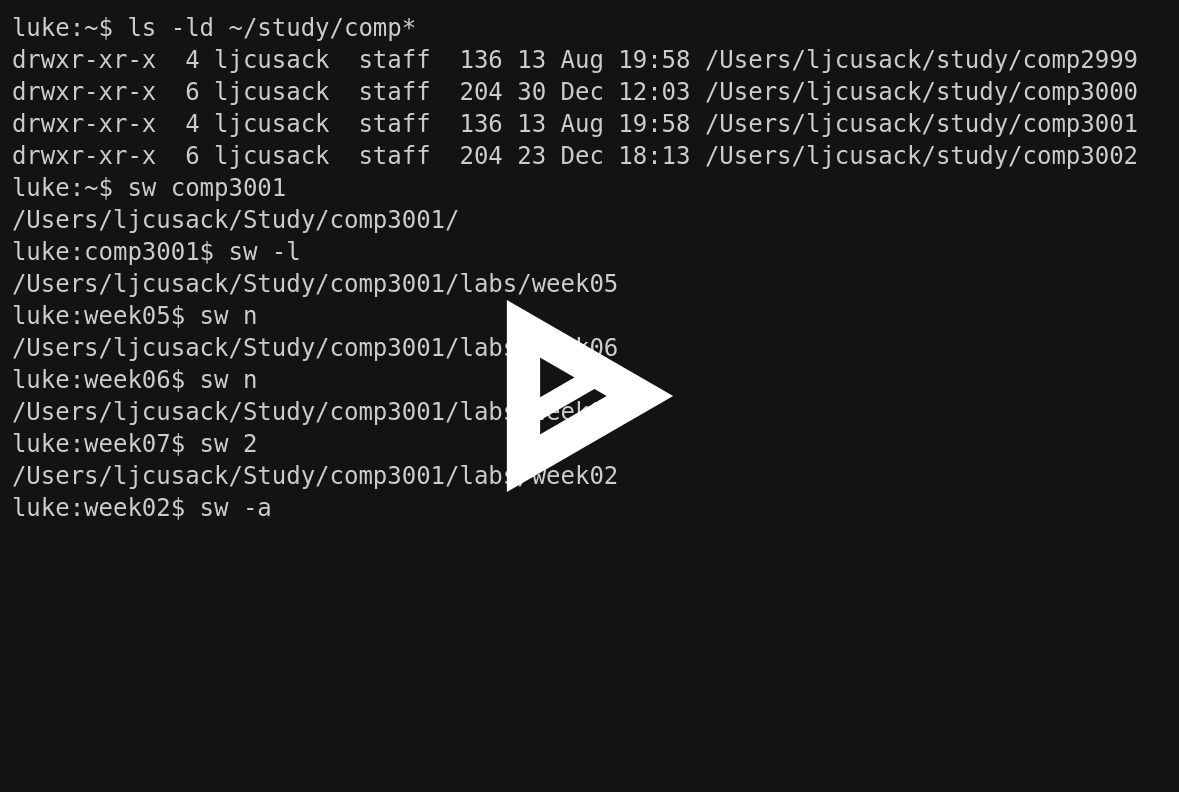 luke:~$ ls -ld ~/study/comp*
drwxr-xr-x  4 ljcusack  staff  136 13 Aug 19:58 /Users/ljcusack/study/comp2999
drwxr-xr-x  6 ljcusack  staff  204 30 Dec 12:03 /Users/ljcusack/study/comp3000
drwxr-xr-x  4 ljcusack  staff  136 13 Aug 19:58 /Users/ljcusack/study/comp3001
drwxr-xr-x  6 ljcusack  staff  204 23 Dec 18:13 /Users/ljcusack/study/comp3002
luke:~$ sw comp3001
/Users/ljcusack/Study/comp3001/
luke:comp3001$ sw -l
/Users/ljcusack/Study/comp3001/labs/week05
luke:week05$ sw n
/Users/ljcusack/Study/comp3001/labs/week06
luke:week06$ sw n
/Users/ljcusack/Study/comp3001/labs
luke:week07$ sw 2
/Users/ljcusack/Study/comp3001/labs/week02
luke:week02$ sw -a